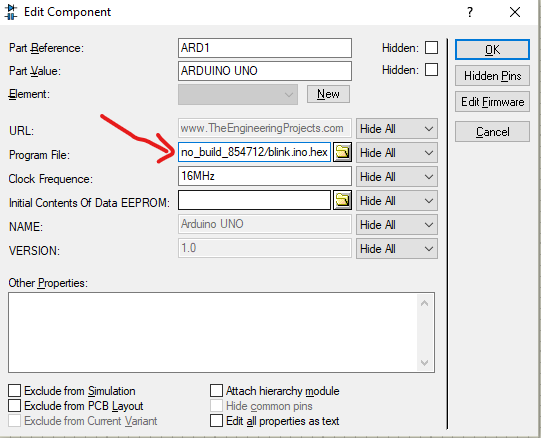 Edit Component
Part Reference: ARD1 Hidden:
Part Value: ARDUINO UNO Hidden:
Element: New
URL: www.TheEngineeringProjects.com Hide All
Program File: no_build_854712/blink.ino.hex Hide All
Clock Frequence: 16MHz Hide All
Initial Contents Of Data EEPROM: Hide All
NAME: Arduino UNO Hide All
VERSION: 1.0 Hide All
Other Properties:
Exclude from Simulation Attach hierarchy module
Exclude from PCB Layout Hide common pins
Exclude from Current Variant Edit all properties as text
OK
Hidden Pins
Edit Firmware
Cancel